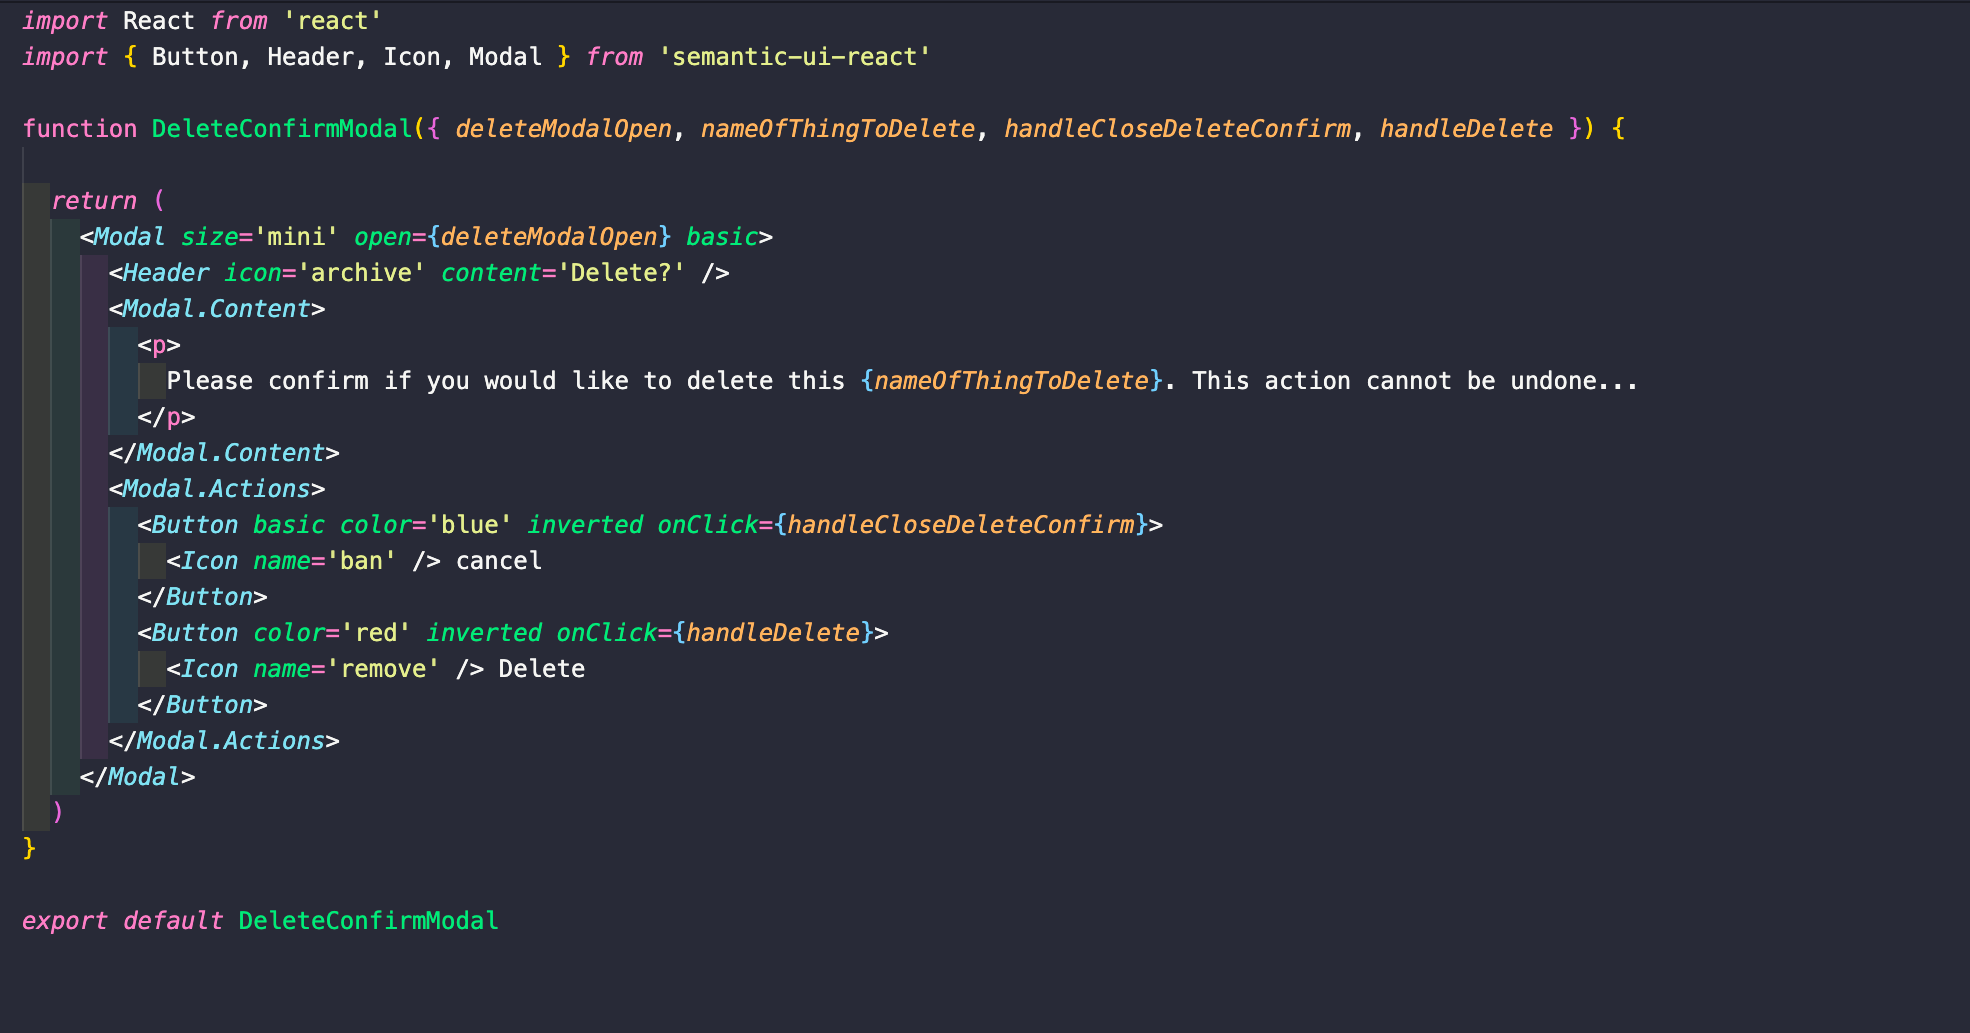 import React from 'react'
import { Button, Header, Icon, Modal } from 'semantic-ui-react'

function DeleteConfirmModal({ deleteModalOpen, nameOfThingToDelete, handleCloseDeleteConfirm, handleDelete }) {

  return (
    <Modal size='mini' open={deleteModalOpen} basic>
      <Header icon='archive' content='Delete?' />
      <Modal.Content>
        <p>
          Please confirm if you would like to delete this {nameOfThingToDelete}. This action cannot be undone...
        </p>
      </Modal.Content>
      <Modal.Actions>
        <Button basic color='blue' inverted onClick={handleCloseDeleteConfirm}>
          <Icon name='ban' /> cancel
        </Button>
        <Button color='red' inverted onClick={handleDelete}>
          <Icon name='remove' /> Delete
        </Button>
      </Modal.Actions>
    </Modal>
  )
}

export default DeleteConfirmModal